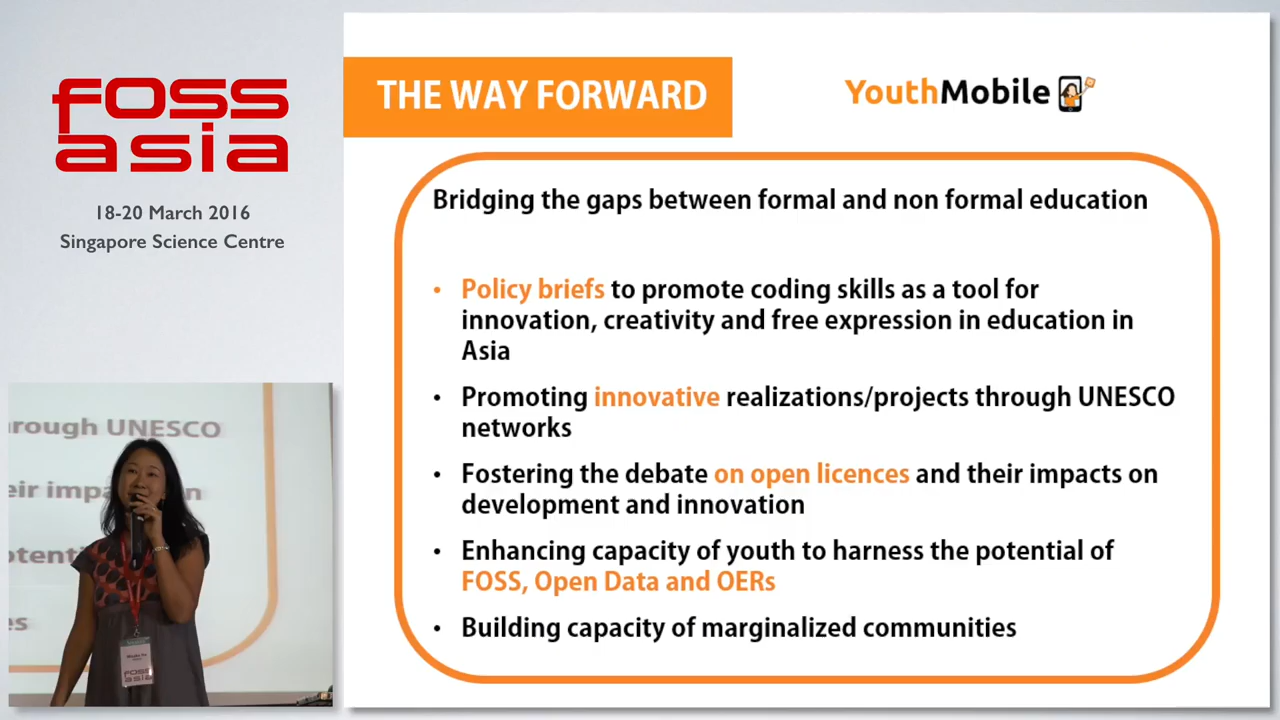 FOSS
asia
18-20 March 2016
Singapore Science Centre
THE WAY FORWARD
YouthMobile
Bridging the gaps between formal and non formal education
• Policy briefs to promote coding skills as a tool for
innovation, creativity and free expression in education in
Asia
• Promoting innovative realizations/projects through UNESCO
networks
• Fostering the debate on open licences and their impacts on
development and innovation
• Enhancing capacity of youth to harness the potential of
FOSS, Open Data and OERs
• Building capacity of marginalized communities
rough UNESCO
eir impa n
otenti
es
FOSS
asia